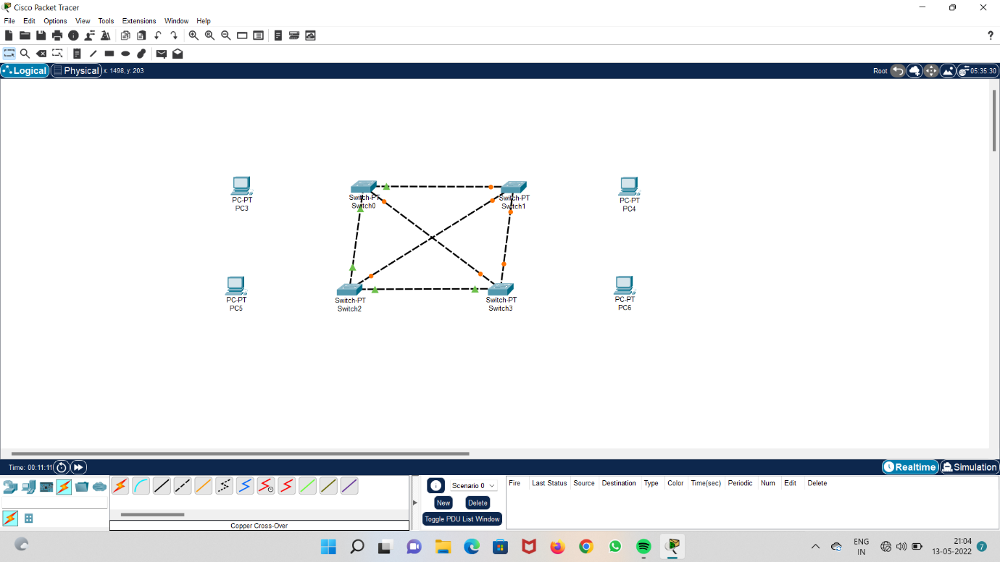 Cisco Packet Tracer
File Edit Options View Tools Extensions Window Help
?
Logical Physical x: 1498, y: 203 Root 05:35:30
PC-PT
PC3
Switch-PT
Switch0
Switch-PT
Switch1
PC-PT
PC4
PC-PT
PC5
Switch-PT
Switch2
Switch-PT
Switch3
PC-PT
PC6
Time: 00:11:11 Realtime Simulation
Scenario 0
New Delete
Toggle PDU List Window
Fire Last Status Source Destination Type Color Time(sec) Periodic Num Edit Delete
Copper Cross-Over
ENG
IN
21:04
13-05-2022
7